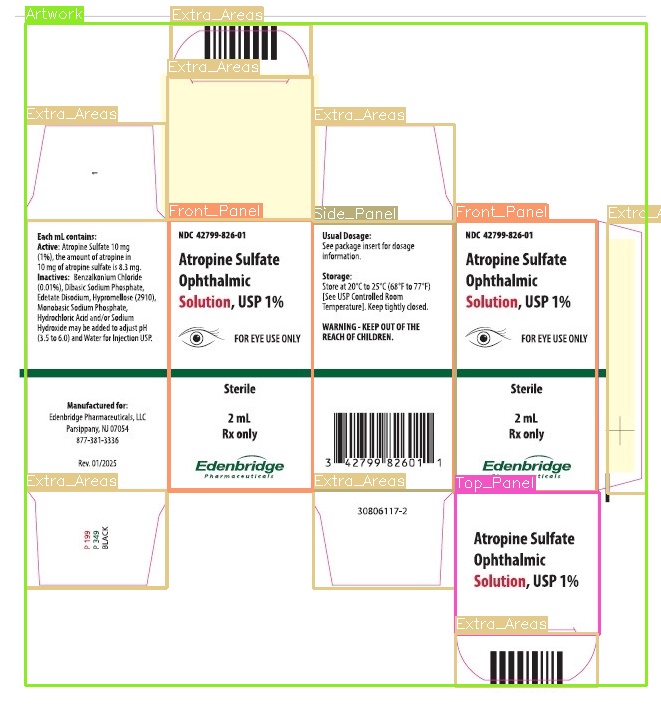 Artwork
Extra_Areas
Extra_Areas
Extra_Areas
Extra_Areas
1
Front_Panel
Side_Panel
Front_Panel
Extra_A
Each mL contains:
Active: Atropine Sulfate 10 mg
(1%), the amount of atropine in
10 mg of atropine sulfate is 8.3 mg.
Inactives: Benzalkonium Chloride
(0.01%), Dibasic Sodium Phosphate,
Edetate Disodium, Hypromellose (2910),
Monobasic Sodium Phosphate,
Hydrochloric Acid and/or Sodium
Hydroxide may be added to adjust pH
(3.5 to 6.0) and Water for Injection USP.
Manufactured for:
Edenbridge Pharmaceuticals, LLC
Parsippany, NJ 07054
877-381-3336
Rev. 01/2025
NDC 42799-826-01
Atropine Sulfate
Ophthalmic
Solution, USP 1%
FOR EYE USE ONLY
Sterile
2 mL
Rx only
Edenbridge
Pharmaceuticals
Usual Dosage:
See package insert for dosage
information.
Storage:
Store at 20°C to 25°C (68°F to 77°F)
[See USP Controlled Room
Temperature]. Keep tightly closed.
WARNING - KEEP OUT OF THE
REACH OF CHILDREN.
3 42799 82601 1
NDC 42799-826-01
Atropine Sulfate
Ophthalmic
Solution, USP 1%
FOR EYE USE ONLY
Sterile
2 mL
Rx only
Edenbridge
Pharmaceuticals
Extra_Areas
P 199
P 349
BLACK
Extra_Areas
30806117-2
Top_Panel
Atropine Sulfate
Ophthalmic
Solution, USP 1%
Extra_Areas